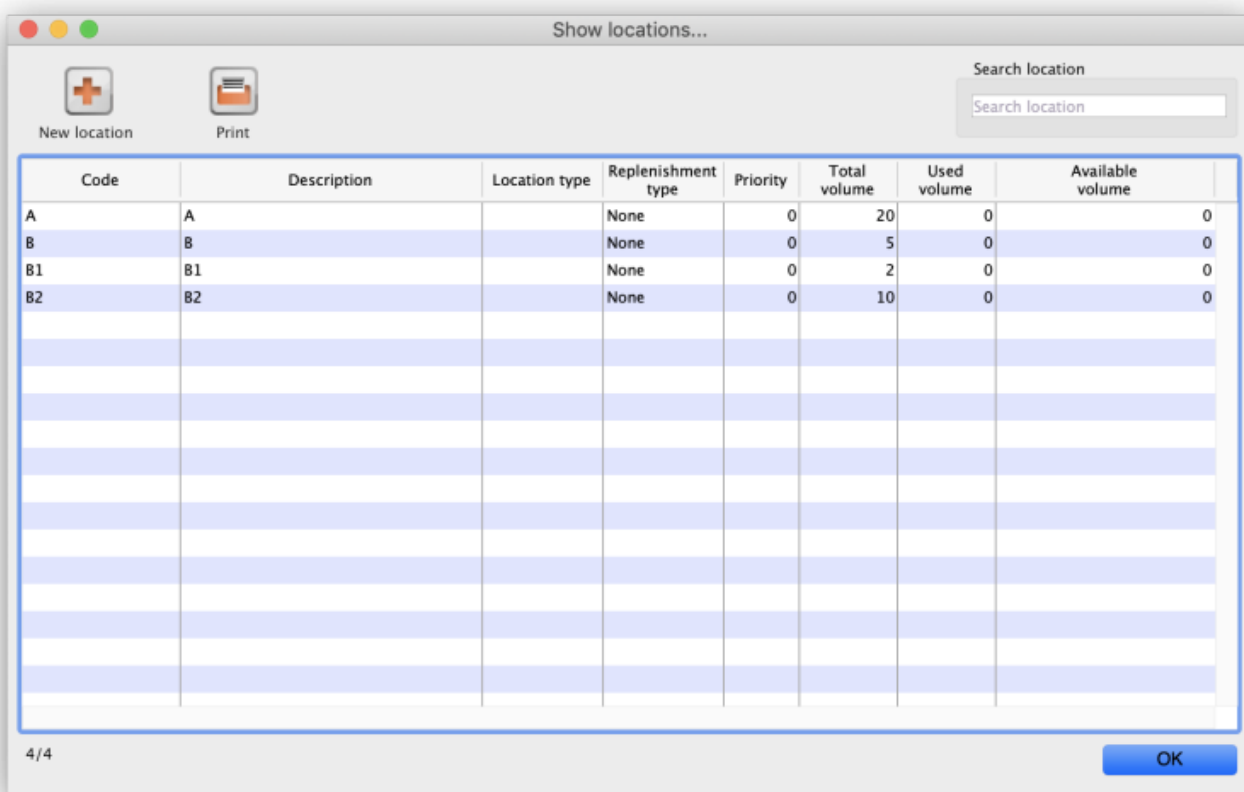 Show locations...
Search location
New location
Print
Search location
Code Description Location type Replenishment type Priority Total volume Used volume Available volume
A A None 0 20 0 0
B B None 0 5 0 0
B1 B1 None 0 2 0 0
B2 B2 None 0 10 0 0
4/4
OK